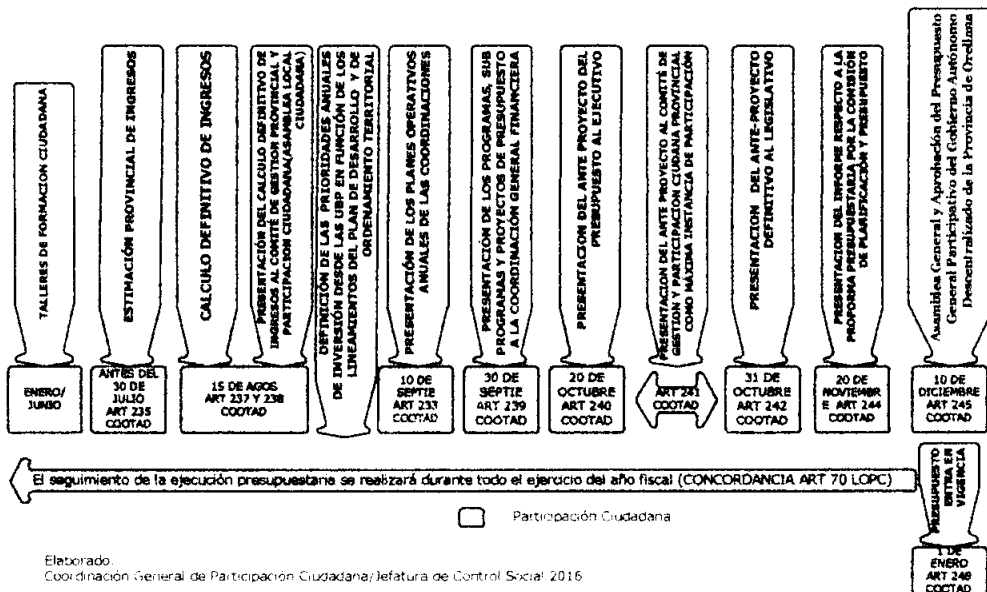 TALLERES DE FORMACION CIUDADANA
ENERO/
JUNIO
ESTIMACIÓN PROVINCIAL DE INGRESOS
ANTES DEL
30 DE
JULIO
ART 235
COOTAD
CALCULO DEFINITIVO DE INGRESOS
PRESENTACIÓN DEL CALCULO DEFINITIVO DE
INGRESOS AL COMITÉ DE GESTION PROVINCIAL Y
PARTICIPACION CIUDADANA(ASAMBLEA LOCAL
CIUDADANA)
15 DE AGOS
ART 237 Y 238
COOTAD
DEFINICIÓN DE LAS PRIORIDADES ANUALES
DE INVERSIÓN DESDE LAS UBP EN FUNCIÓN DE LOS
LINEAMIENTOS DEL PLAN DE DESARROLLO Y DE
ORDENAMIENTO TERRITORIAL
PRESENTACIÓN DE LOS PLANES OPERATIVOS
ANUALES DE LAS COORDINACIONES
10 DE
SEPTIE
ART 233
COOTAD
PRESENTACIÓN DE LOS PROGRAMAS, SUB
PROGRAMAS Y PROYECTOS DE PRESUPUESTO
A LA COORDINACIÓN GENERAL FINANCIERA
30 DE
SEPTIE
ART 239
COOTAD
PRESENTACION DEL ANTE PROYECTO DEL
PRESUPUESTO AL EJECUTIVO
20 DE
OCTUBRE
ART 240
COOTAD
PRESENTACION DEL ANTE PROYECTO AL COMITÉ DE
GESTION Y PARTICIPACION CIUDANA PROVINCIAL
COMO MÁXIMA INSTANCIA DE PARTICIPACIÓN
ART 241
COOTAD
PRESENTACION DEL ANTE-PROYECTO
DEFINITIVO AL LEGISLATIVO
31 DE
OCTUBRE
ART 242
COOTAD
PRESENTACION DEL INFORME RESPECTO A LA
PROFORMA PRESUPUESTARIA POR LA COMISIÓN
DE PLANIFICACIÓN Y PRESUPUESTO
20 DE
NOVIEMBR
E ART 244
COOTAD
Asamblea General y Aprobación del Presupuesto
General Participativo del Gobierno Autónomo
Descentralizado de la Provincia de Orellana
10 DE
DICIEMBRE
ART 245
COOTAD
El seguimiento de la ejecución presupuestaria se realizará durante todo el ejercicio del año fiscal (CONCORDANCIA ART 70 LOPC)
PRESUPUESTO
ENTRA EN
VIGENCIA
1 DE
ENERO
ART 248
COOTAD
Participación Ciudadana
Elaborado:
Coordinación General de Participación Ciudadana/Jefatura de Control Social 2016